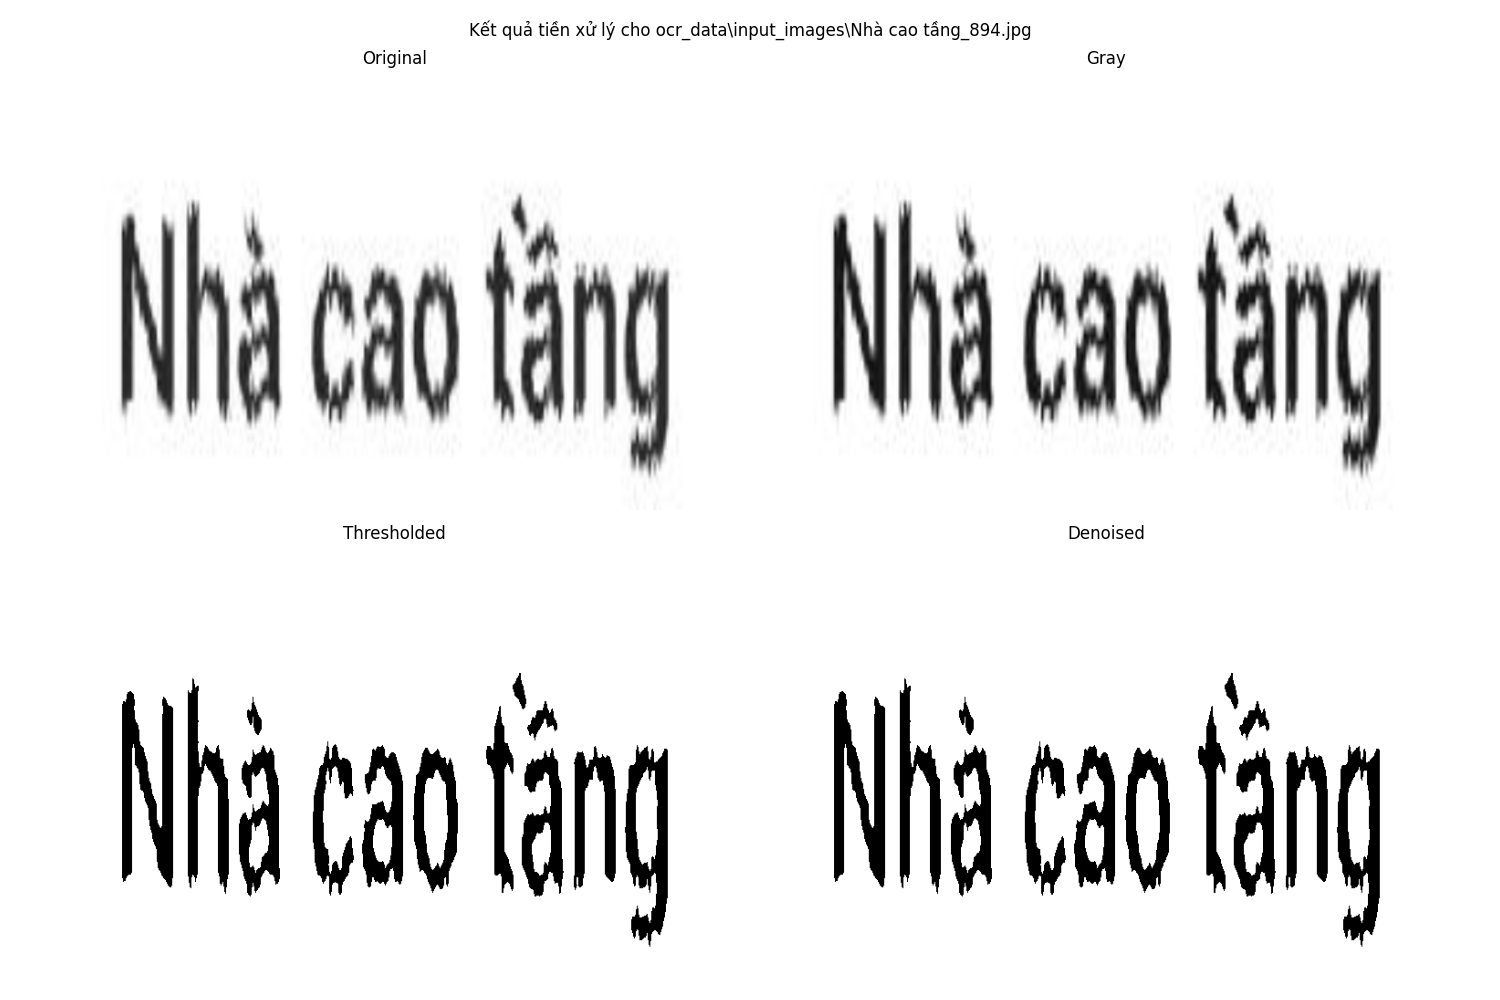 Kết quả tiền xử lý cho ocr_data\input_images\Nhà cao tầng_894.jpg
Original
Gray
Nhà cao tầng
Nhà cao tầng
Thresholded
Denoised
Nhà cao tầng
Nhà cao tầng